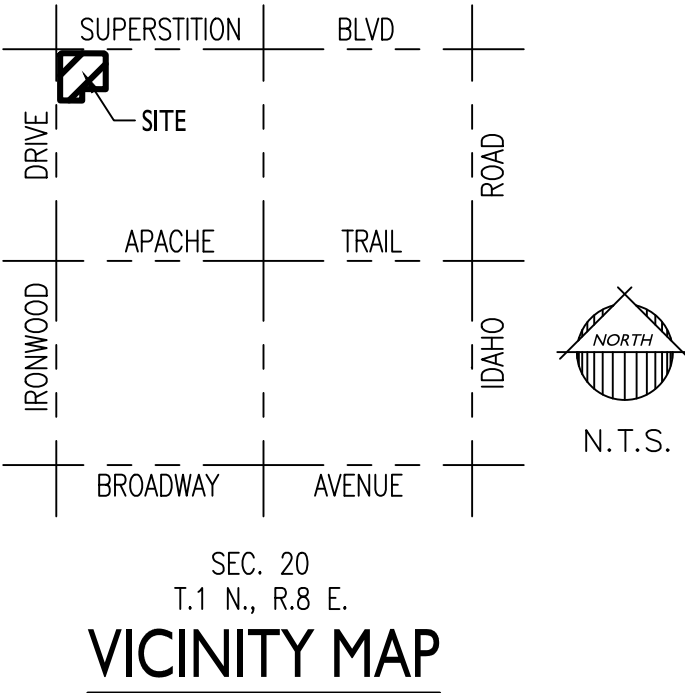 SUPERSTITION BLVD
SITE
DRIVE
ROAD
APACHE TRAIL
IRONWOOD
IDAHO
NORTH
N.T.S.
BROADWAY AVENUE
SEC. 20
T.1 N., R.8 E.
VICINITY MAP